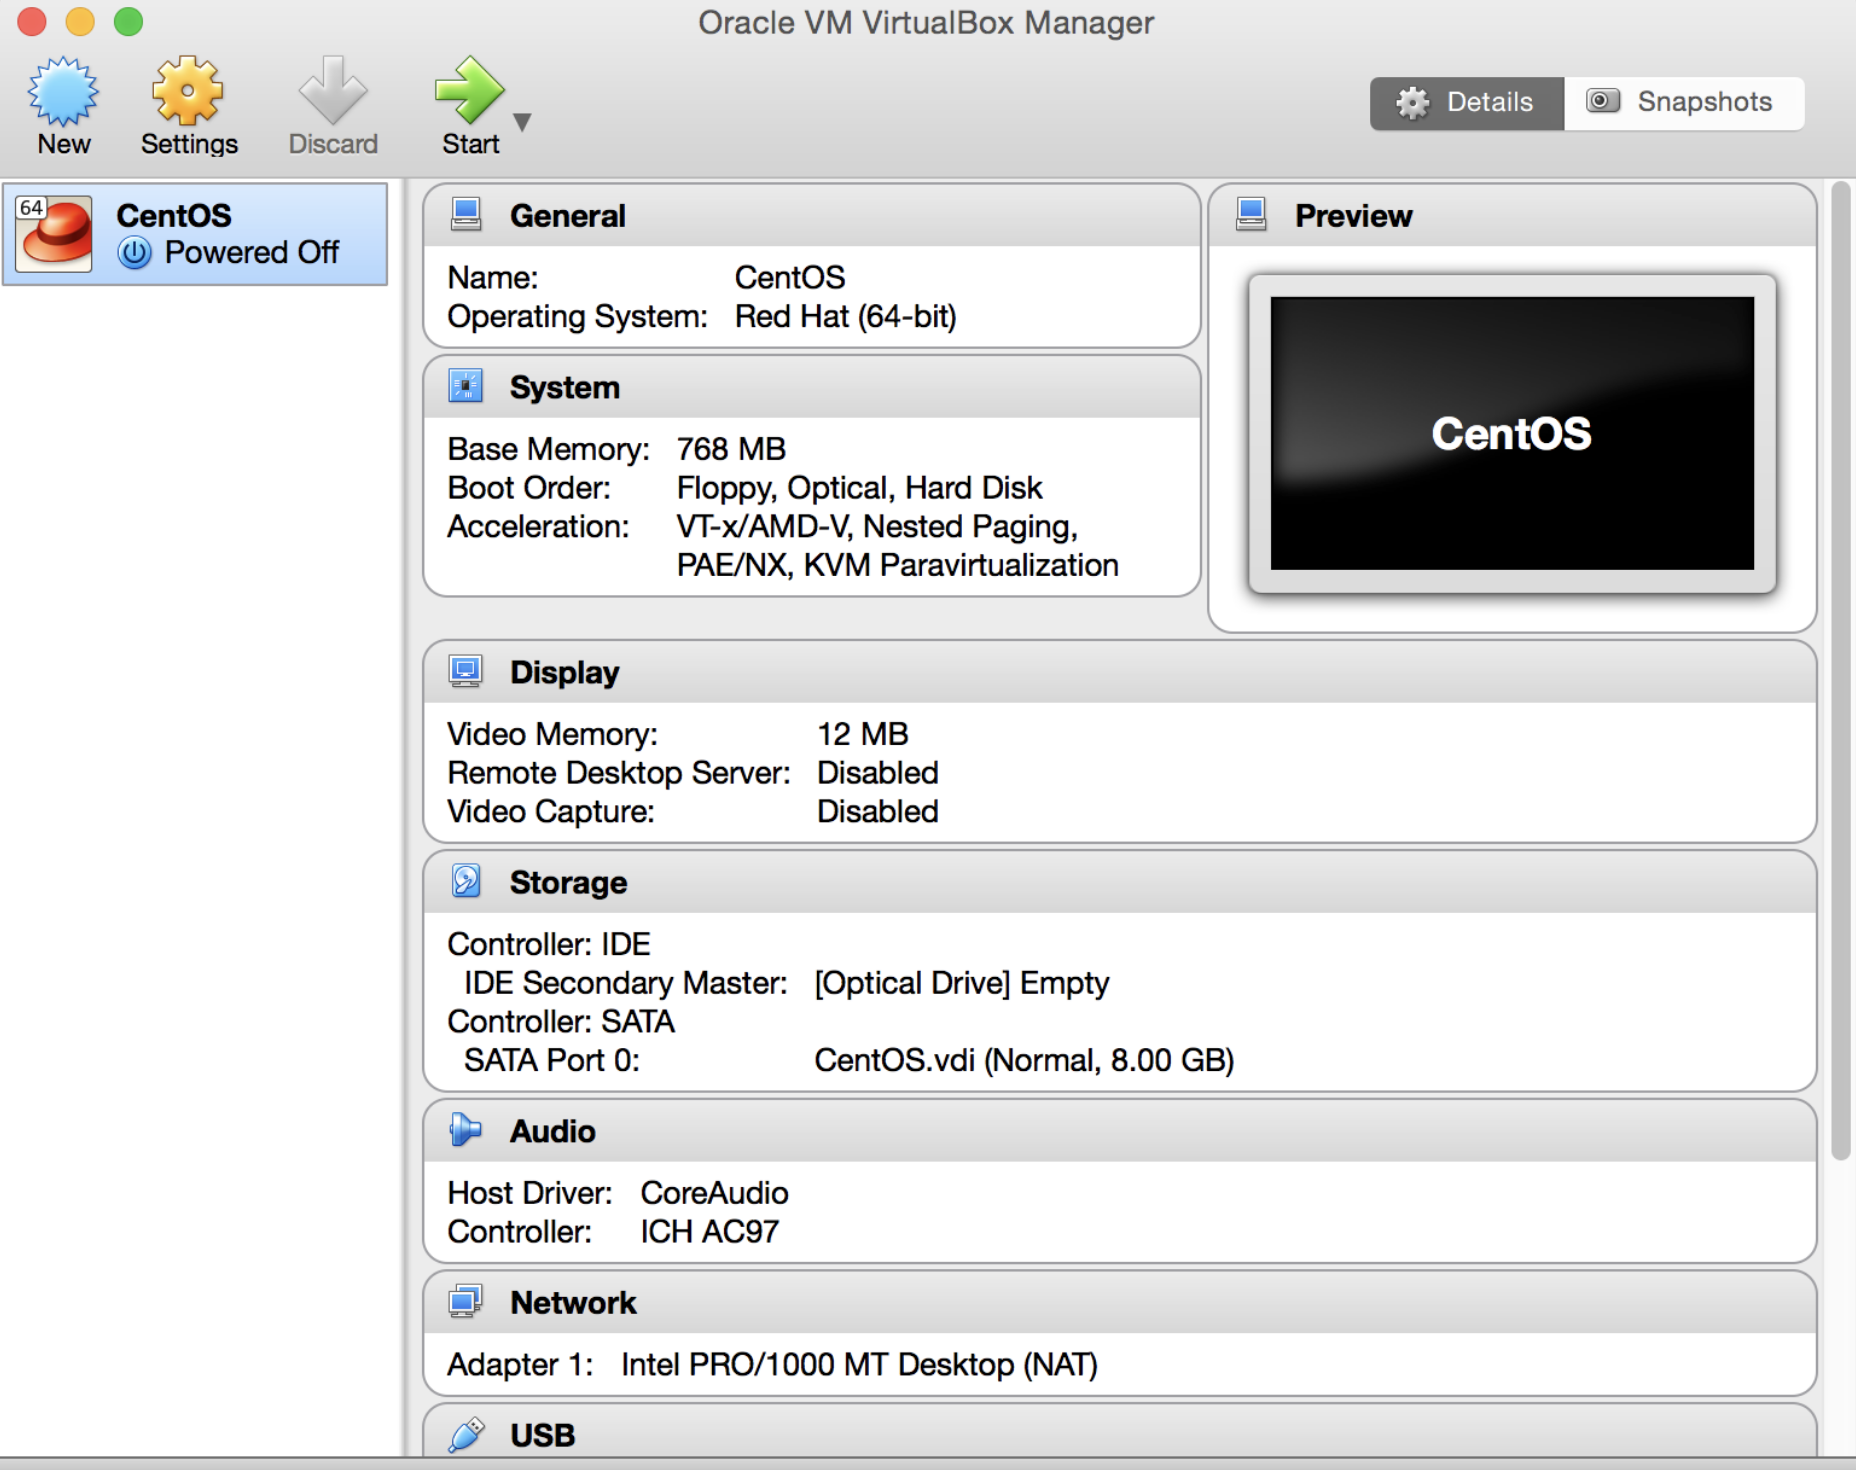 Oracle VM VirtualBox Manager
New
Settings
Discard
Start
Details
Snapshots
64
CentOS
Powered Off
General
Name: CentOS
Operating System: Red Hat (64-bit)
Preview
CentOS
System
Base Memory: 768 MB
Boot Order: Floppy, Optical, Hard Disk
Acceleration: VT-x/AMD-V, Nested Paging,
PAE/NX, KVM Paravirtualization
Display
Video Memory: 12 MB
Remote Desktop Server: Disabled
Video Capture: Disabled
Storage
Controller: IDE
IDE Secondary Master: [Optical Drive] Empty
Controller: SATA
SATA Port 0: CentOS.vdi (Normal, 8.00 GB)
Audio
Host Driver: CoreAudio
Controller: ICH AC97
Network
Adapter 1: Intel PRO/1000 MT Desktop (NAT)
USB